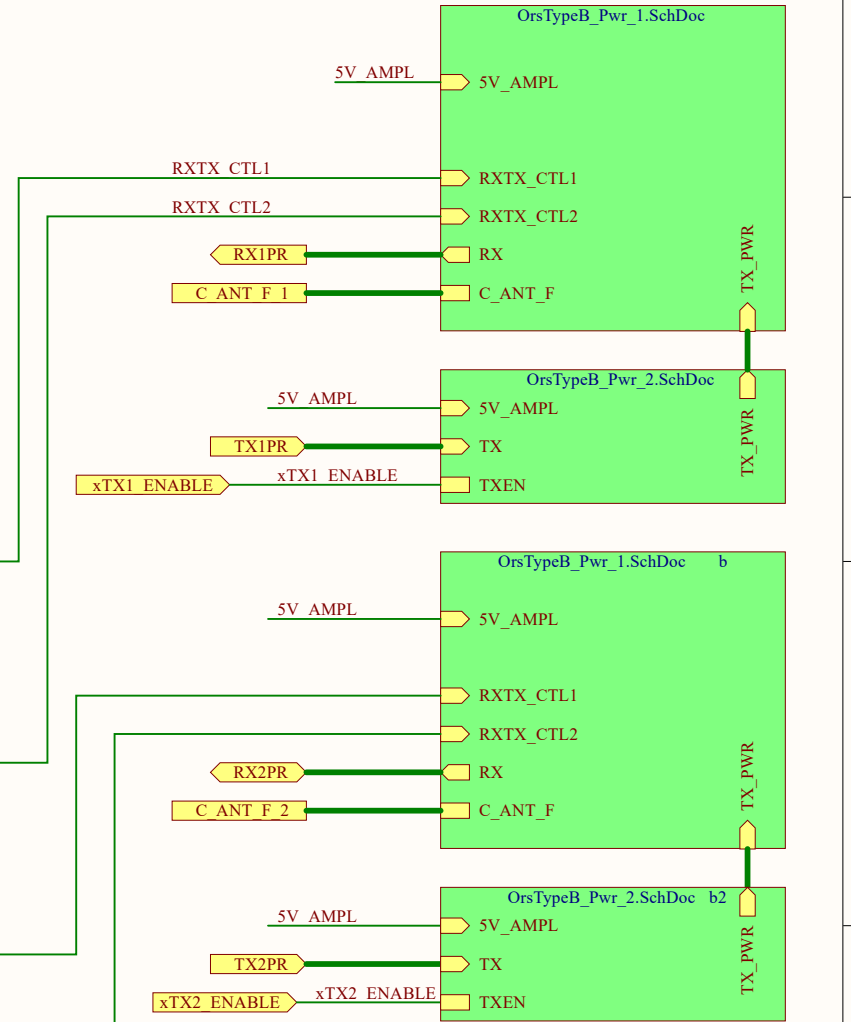 OrsTypeB_Pwr_1.SchDoc
5V_AMPL
5V_AMPL
RXTX_CTL1
RXTX_CTL1
RXTX_CTL2
RXTX_CTL2
RX1PR
RX
TX_PWR
C_ANT_F_1
C_ANT_F
OrsTypeB_Pwr_2.SchDoc
5V_AMPL
5V_AMPL
TX1PR
TX
TX_PWR
xTX1_ENABLE
xTX1_ENABLE
TXEN
OrsTypeB_Pwr_1.SchDoc b
5V_AMPL
5V_AMPL
RXTX_CTL1
RXTX_CTL2
RX2PR
RX
TX_PWR
C_ANT_F_2
C_ANT_F
OrsTypeB_Pwr_2.SchDoc b2
5V_AMPL
5V_AMPL
TX2PR
TX
TX_PWR
xTX2_ENABLE
xTX2_ENABLE
TXEN